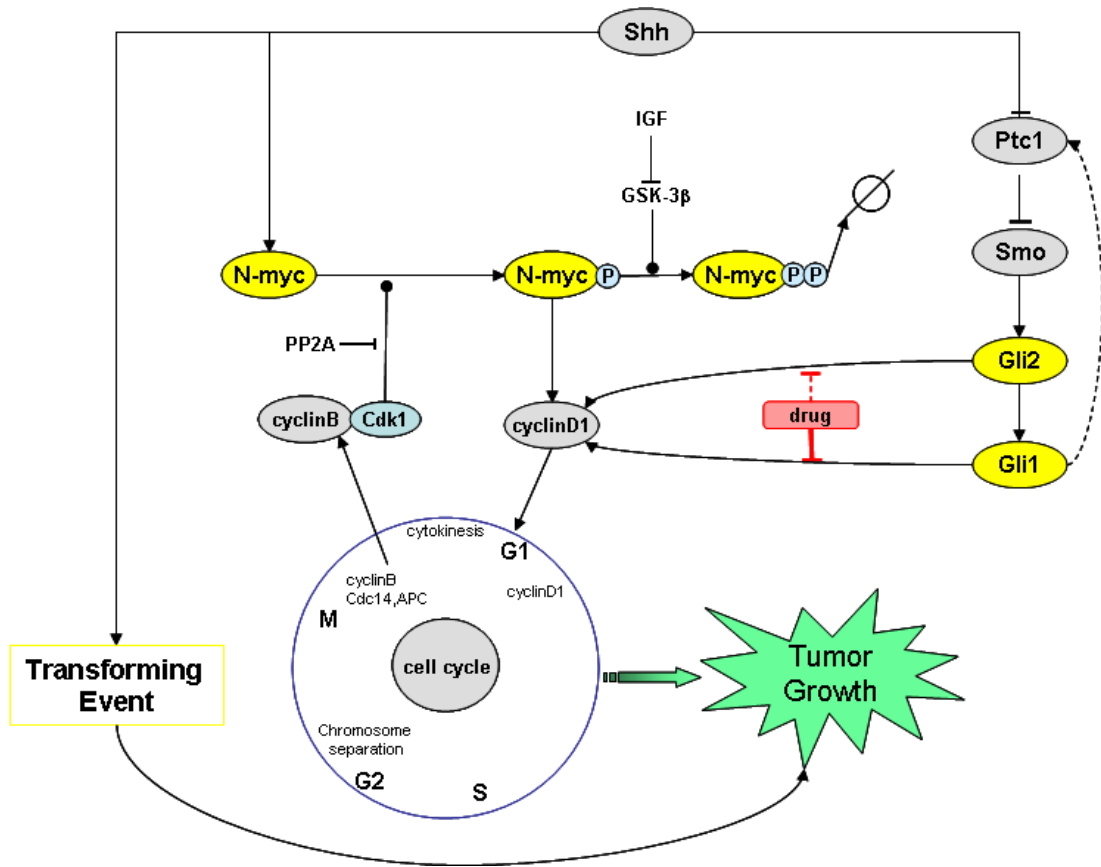 Shh
IGF
Ptc1
GSK-3β
N-myc
N-myc
P
N-myc
P
P
Smo
PP2A
Gli2
cyclinB
Cdk1
cyclinD1
drug
Gli1
cytokinesis
G1
cyclinB
Cdc14,APC
cyclinD1
M
cell cycle
Transforming
Event
Tumor
Growth
Chromosome
separation
G2
S